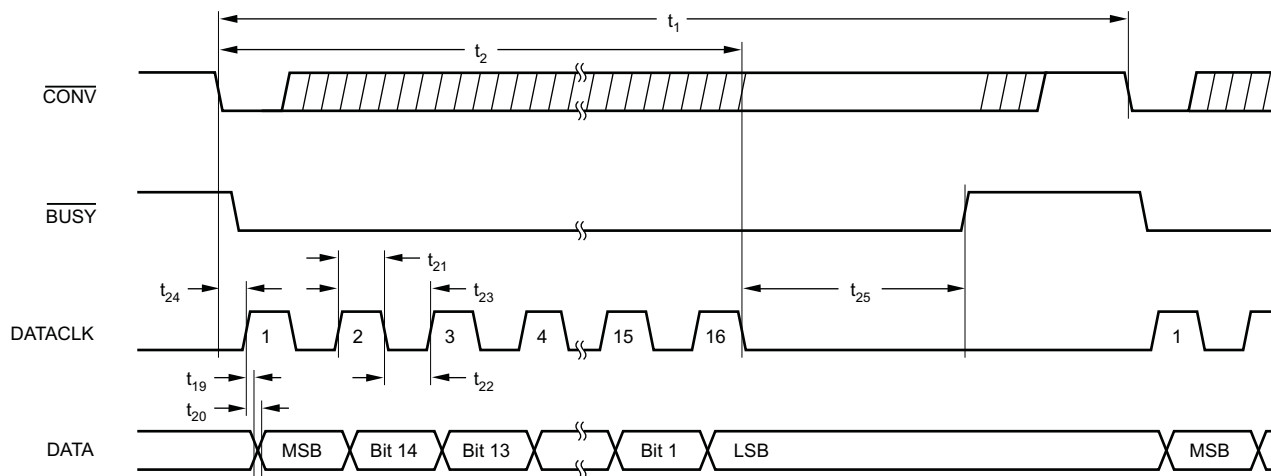 t1
t2
CONV
BUSY
t21
t24
t23
t25
DATACLK 1 2 3 4 15 16 1
t19
t22
t20
DATA MSB Bit 14 Bit 13 Bit 1 LSB MSB